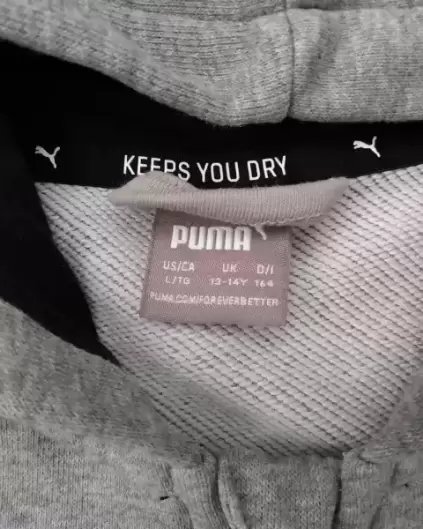 KEEPS YOU DRY
PUMA
US/CA UK D/I
L/TG 13-14Y 164
PUMA.COM/FOREVERBETTER